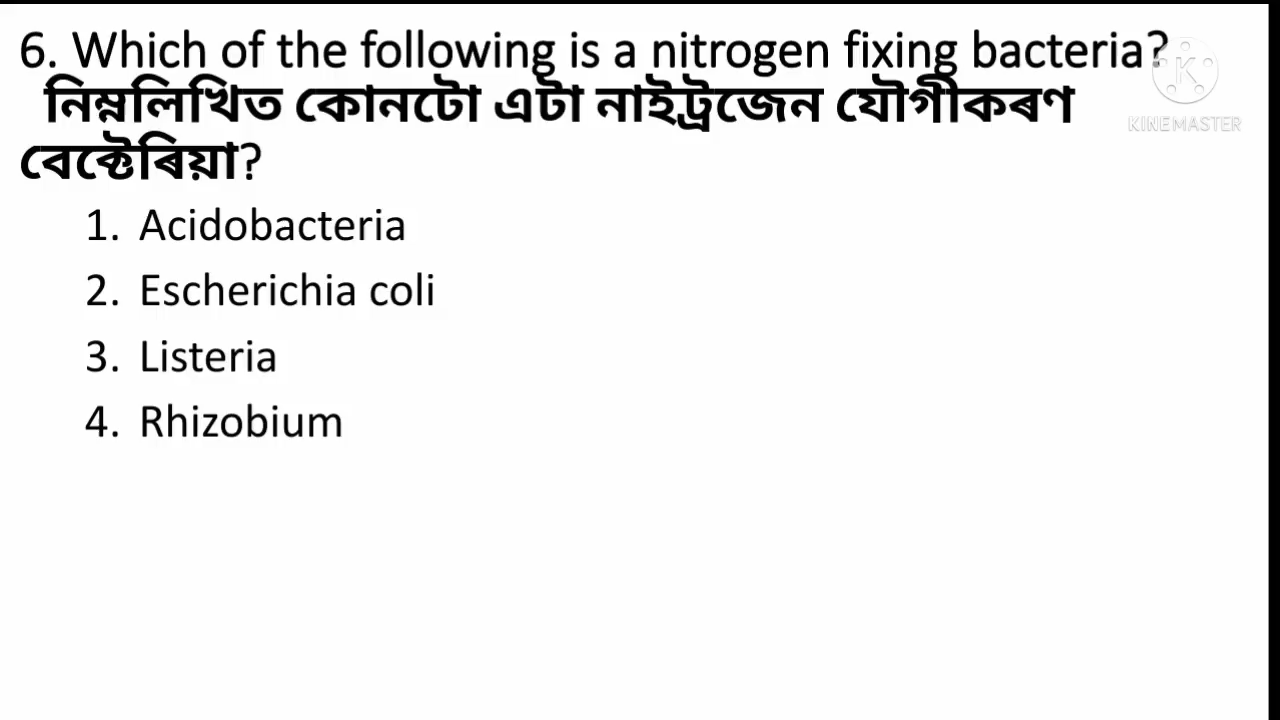 6. Which of the following is a nitrogen fixing bacteria?
নিম্নলিখিত কোনটো এটা নাইট্ৰজেন যৌগীকৰণ
বেক্টেৰিয়া?
1. Acidobacteria
2. Escherichia coli
3. Listeria
4. Rhizobium
K
KINEMASTER